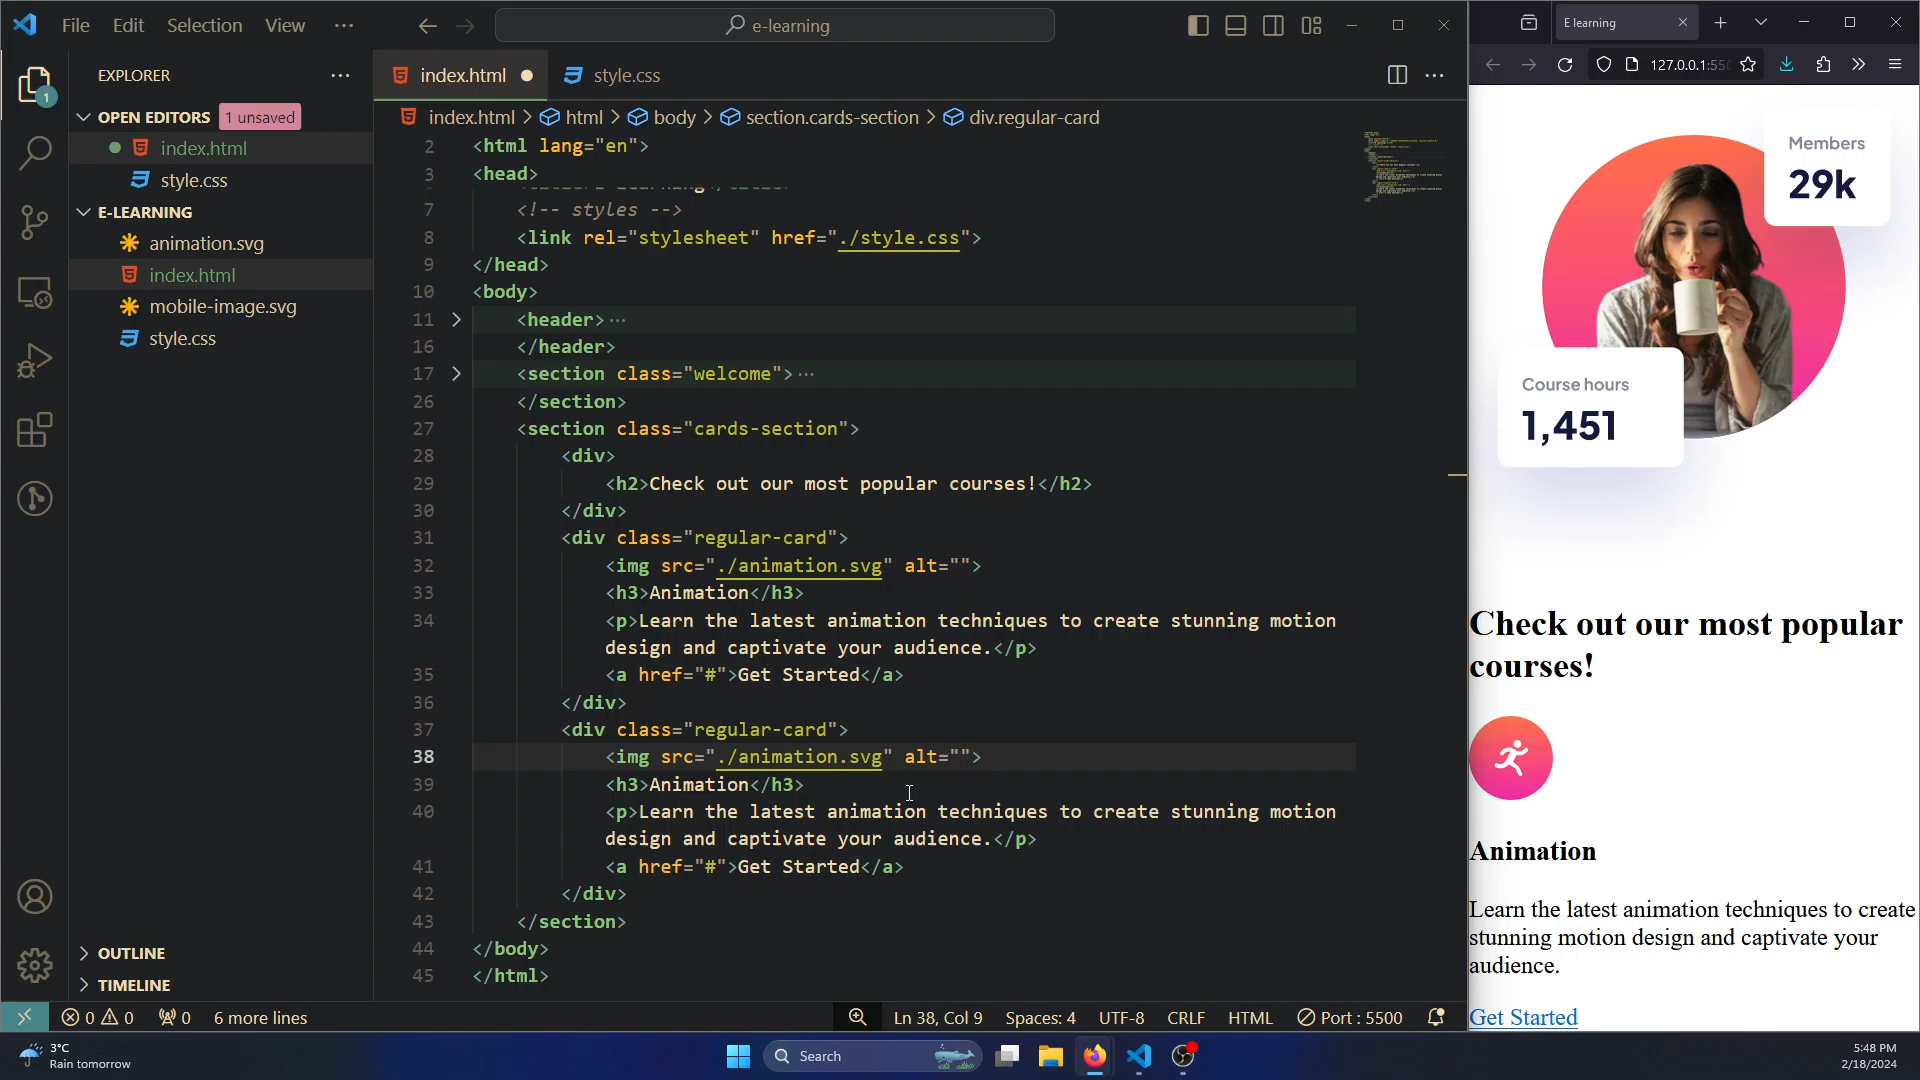 File Edit Selection View ···
e-learning
EXPLORER
OPEN EDITORS 1 unsaved
index.html
style.css
E-LEARNING
animation.svg
index.html
mobile-image.svg
style.css
OUTLINE
TIMELINE
1
index.html
style.css
index.html > html > body > section.cards-section > div.regular-card
2 <html lang="en">
3 <head>
7 <!-- styles -->
8 <link rel="stylesheet" href="./style.css">
9 </head>
10 <body>
11 <header>···
16 </header>
17 <section class="welcome">···
26 </section>
27 <section class="cards-section">
28 <div>
29 <h2>Check out our most popular courses!</h2>
30 </div>
31 <div class="regular-card">
32 <img src="./animation.svg" alt="">
33 <h3>Animation</h3>
34 <p>Learn the latest animation techniques to create stunning motion
design and captivate your audience.</p>
35 <a href="#">Get Started</a>
36 </div>
37 <div class="regular-card">
38 <img src="./animation.svg" alt="">
39 <h3>Animation</h3>
40 <p>Learn the latest animation techniques to create stunning motion
design and captivate your audience.</p>
41 <a href="#">Get Started</a>
42 </div>
43 </section>
44 </body>
45 </html>
0 0 0 6 more lines Ln 38, Col 9 Spaces: 4 UTF-8 CRLF HTML Port : 5500
E learning
127.0.0.1:550
Members
29k
Course hours
1,451
Check out our most popular
courses!
Animation
Learn the latest animation techniques to create
stunning motion design and captivate your
audience.
Get Started
3°C
Rain tomorrow
Search
5:48 PM
2/18/2024